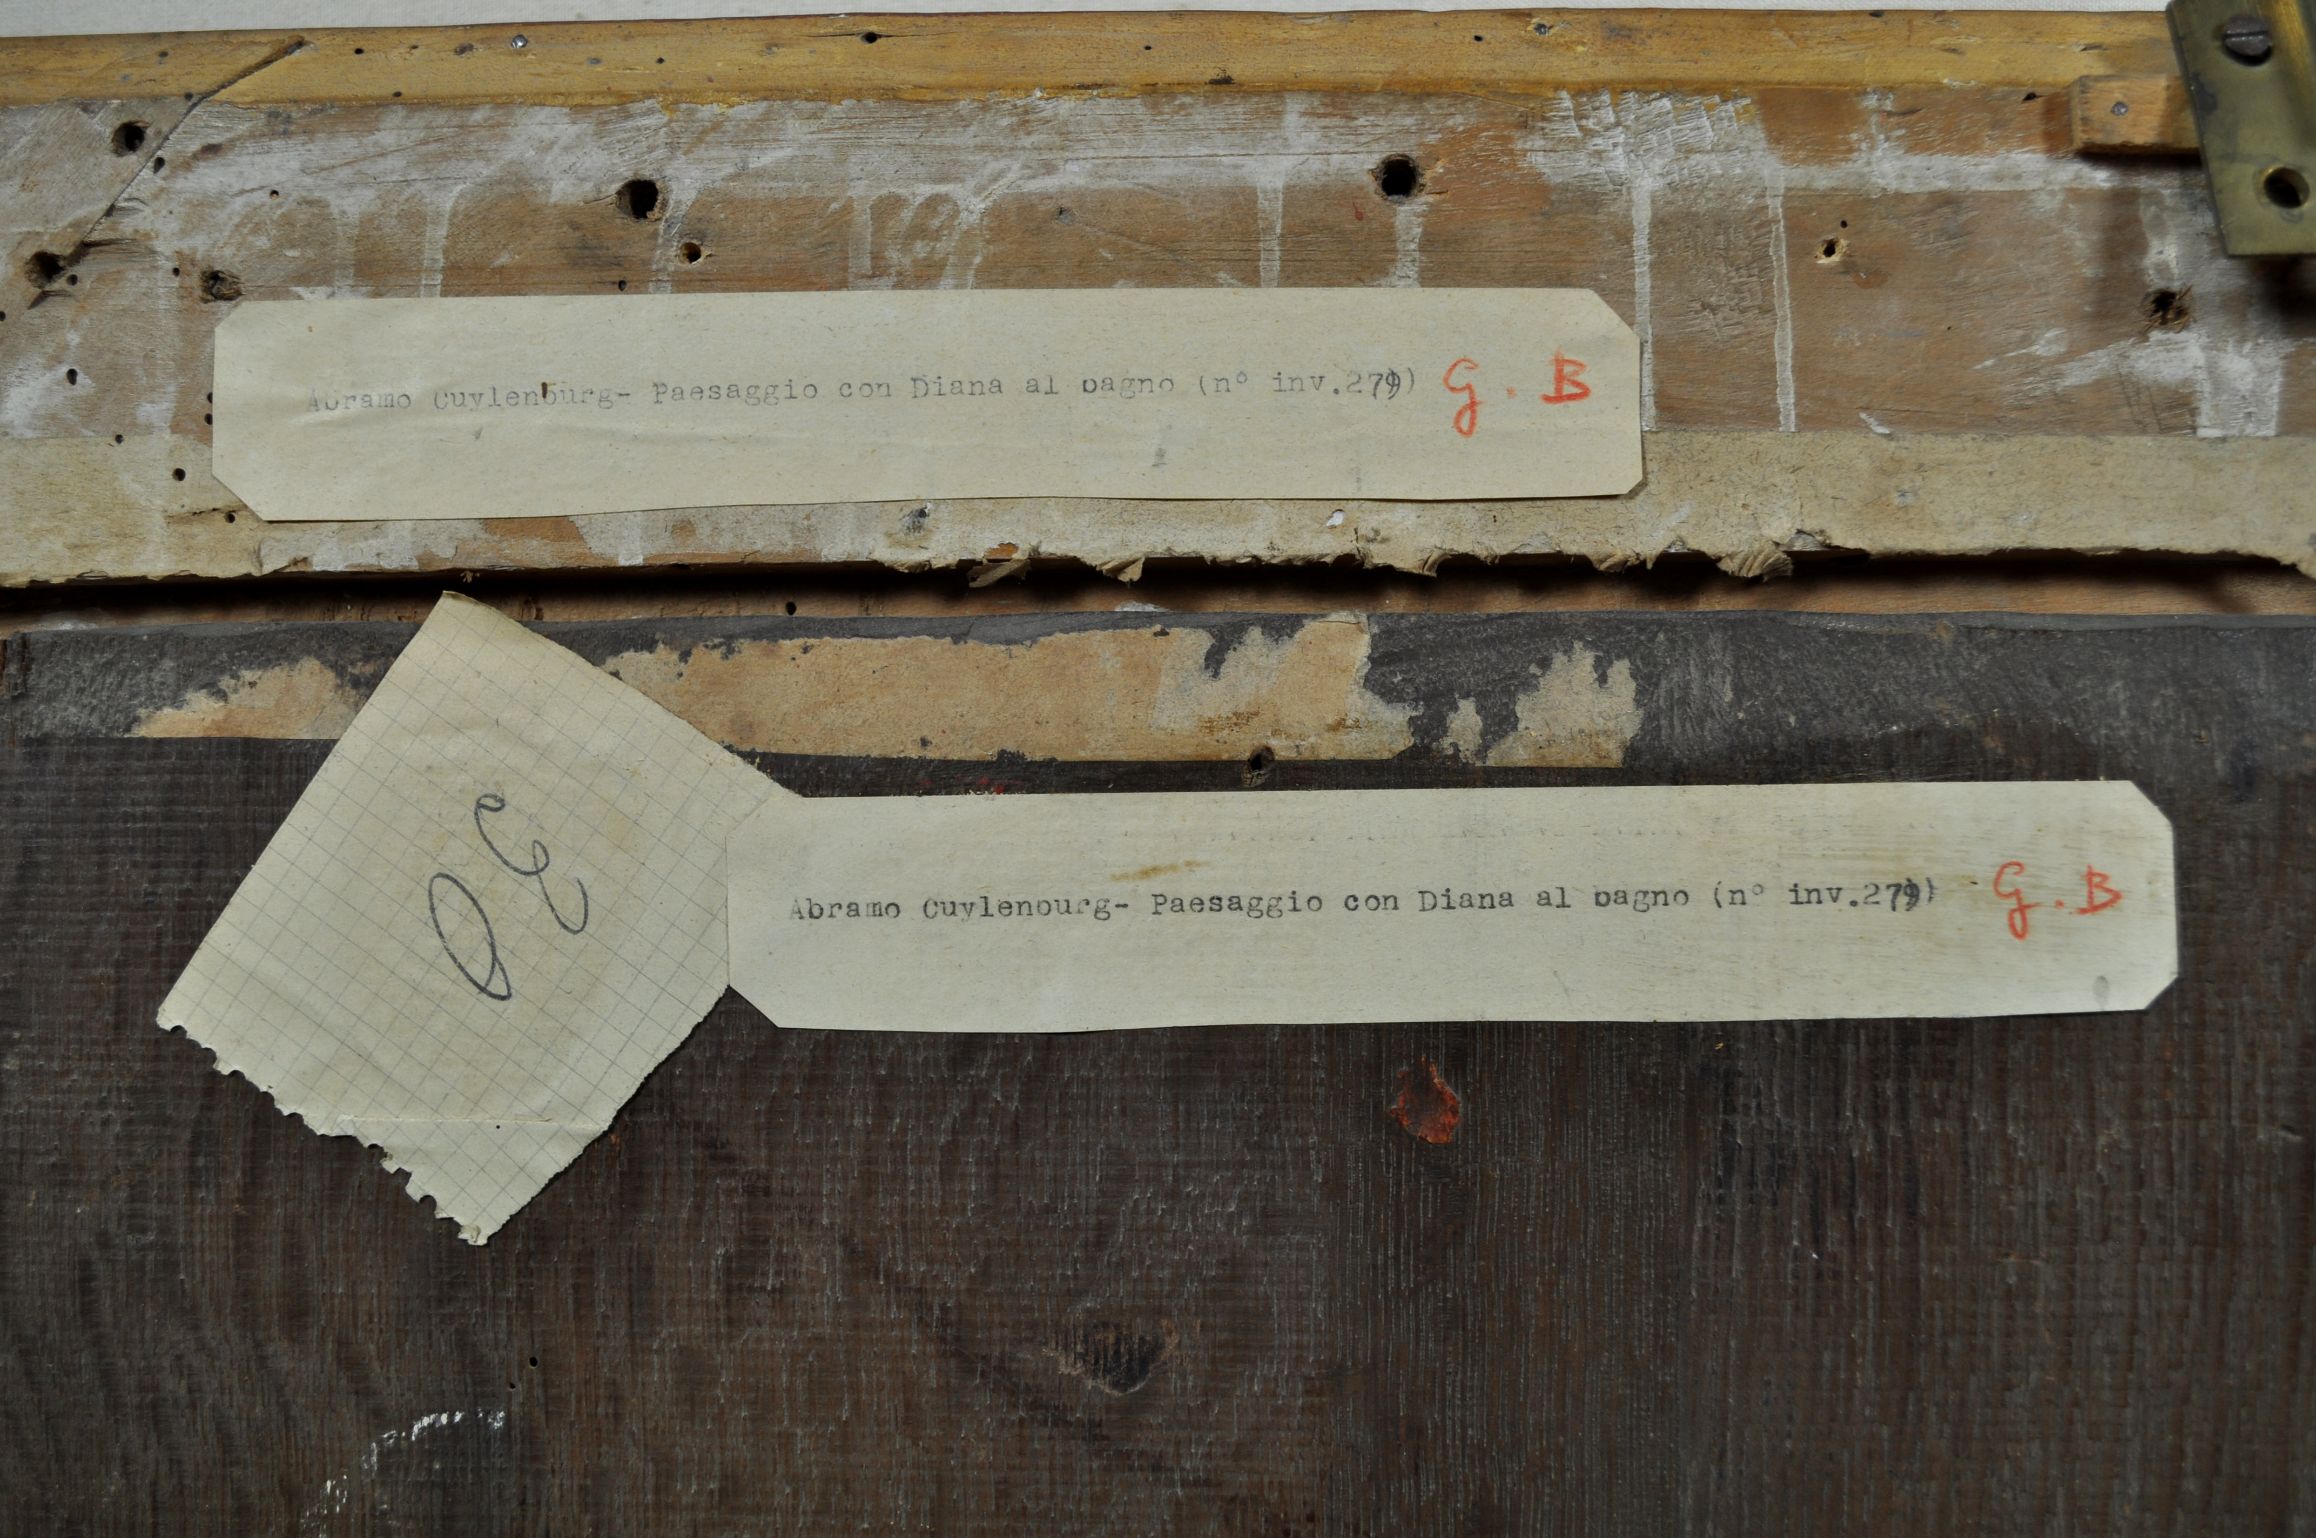 Abramo Cuylenburg- Paesaggio con Diana al bagno (n° inv.279) G. B
30
Abramo Cuylenburg- Paesaggio con Diana al bagno (n° inv.279) G. B